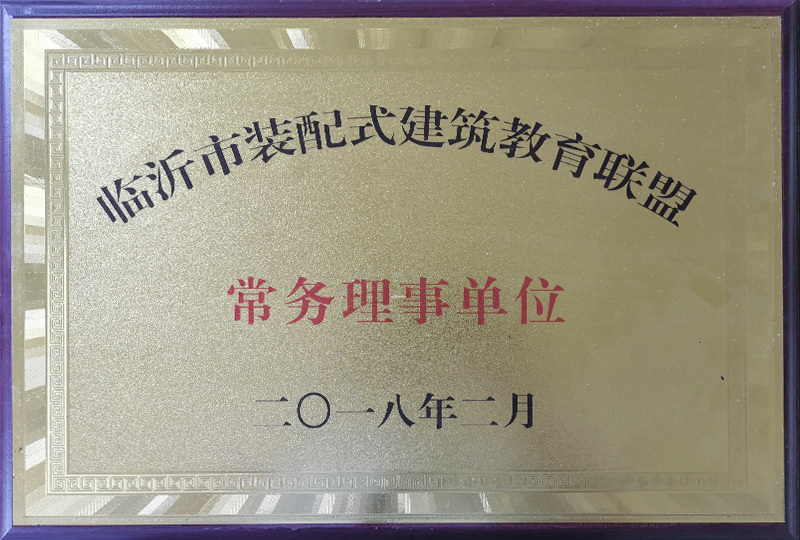 临沂市装配式建筑教育联盟
常务理事单位
二〇一八年二月